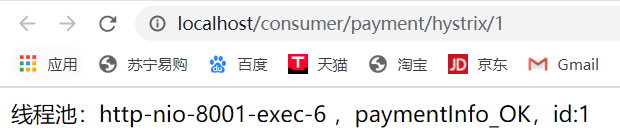 localhost/consumer/payment/hystrix/1
应用 苏宁易购 百度 T 天猫 淘宝 JD 京东 Gmail
线程池：http-nio-8001-exec-6 ，paymentInfo_OK，id:1